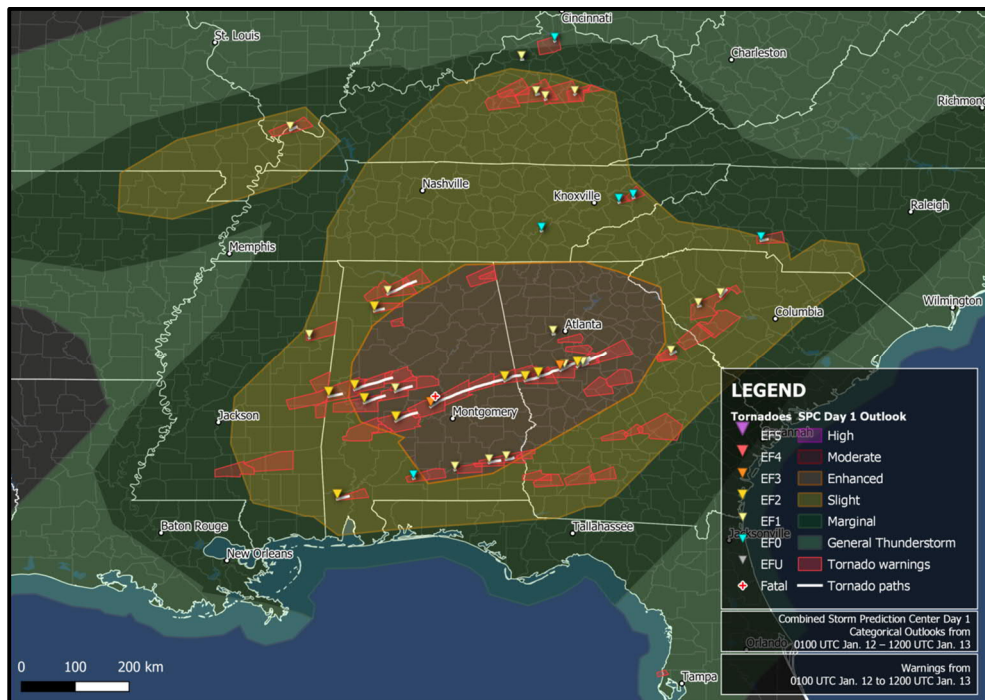 Cincinnati
St. Louis
Charleston
Richmond
Nashville
Knoxville
Raleigh
Memphis
Wilmington
Columbia
Atlanta
Jackson
Montgomery
Baton Rouge
Tallahassee
New Orleans
Tampa
LEGEND
Tornadoes SPC Day 1 Outlook
EF5 Savannah High
EF4 Moderate
EF3 Enhanced
EF2 Slight
EF1 Marginal
Jacksonville
EF0 General Thunderstorm
EFU Tornado warnings
Fatal Tornado paths
Combined Storm Prediction Center Day 1
Categorical Outlooks from
Orlando
0100 UTC Jan. 12 – 1200 UTC Jan. 13
Warnings from
0100 UTC Jan. 12 to 1200 UTC Jan. 13
0 100 200 km